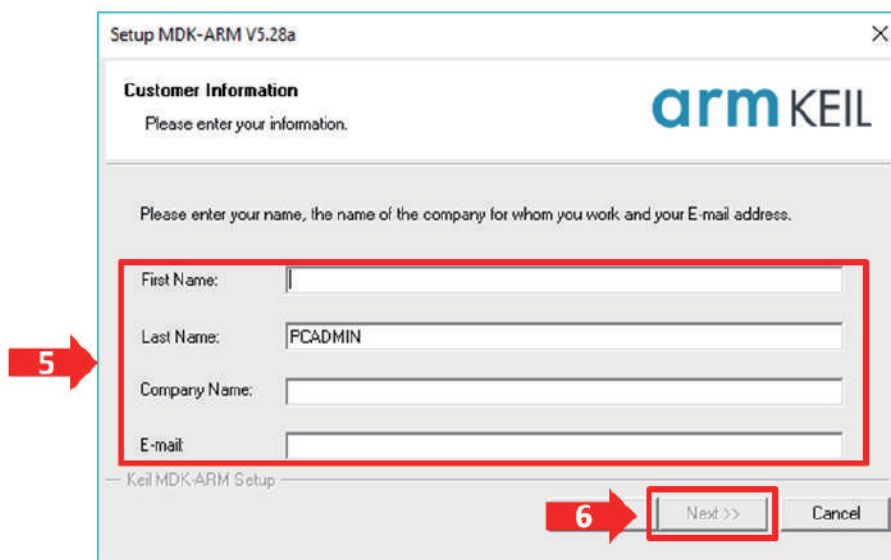 Setup MDK-ARM V5.28a
Customer Information
Please enter your information.
arm KEIL
Please enter your name, the name of the company for whom you work and your E-mail address.
First Name:
Last Name: PCADMIN
5
Company Name:
E-mail:
Keil MDK-ARM Setup
6 Next >> Cancel